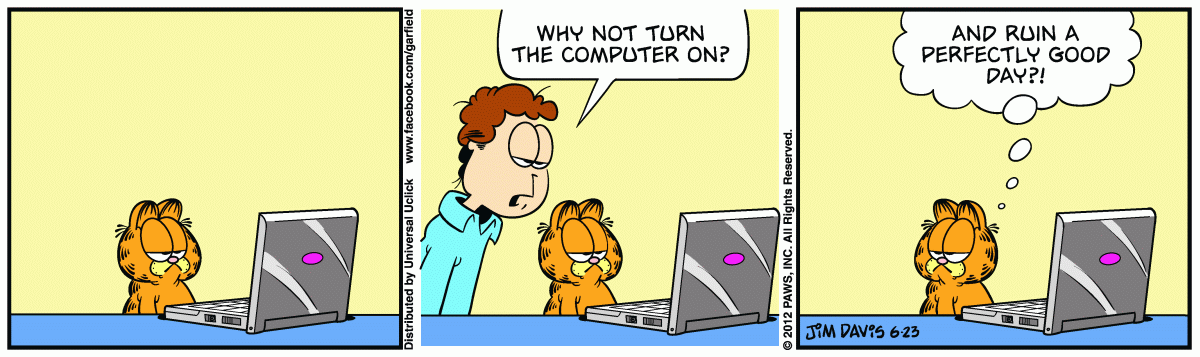 www.facebook.com/garfield
Distributed by Universal Uclick
WHY NOT TURN
THE COMPUTER ON?
© 2012 PAWS, INC. All Rights Reserved.
AND RUIN A
PERFECTLY GOOD
DAY?!
JIM DAVIS 6-23